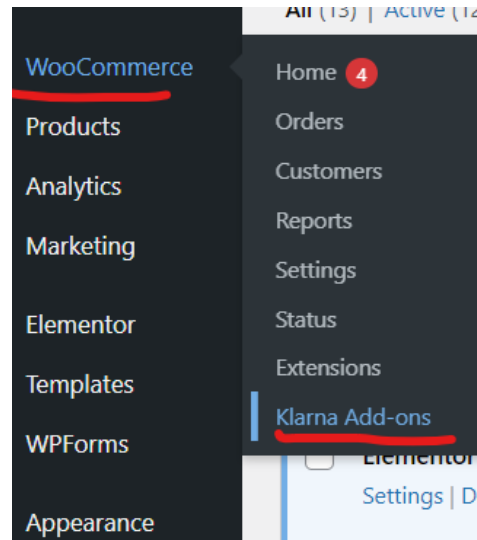 All (13) | Active (12
WooCommerce
Products
Analytics
Marketing
Elementor
Templates
WPForms
Appearance
Home 4
Orders
Customers
Reports
Settings
Status
Extensions
Klarna Add-ons
Elementor
Settings | D